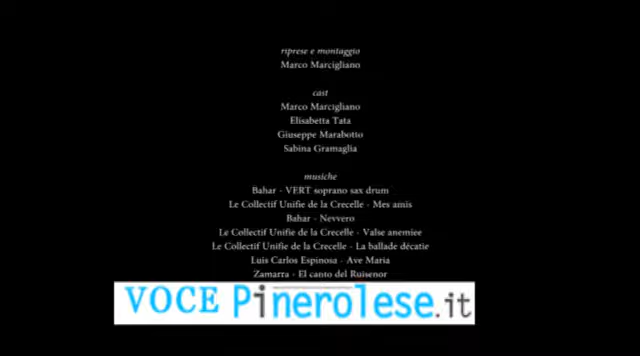 riprese e montaggio
Marco Marcigliano
cast
Marco Marcigliano
Elisabetta Tata
Giuseppe Marabotto
Sabina Gramaglia
musiche
Bahar - VERT soprano sax drum
Le Collectif Unifie de la Crecelle - Mes amis
Bahar - Nevvero
Le Collectif Unifie de la Crecelle - Valse anemiee
Le Collectif Unifie de la Crecelle - La ballade décatie
Luis Carlos Espinosa - Ave Maria
Zamarra - El canto del Ruisenor
VOCE Pinerolese.it